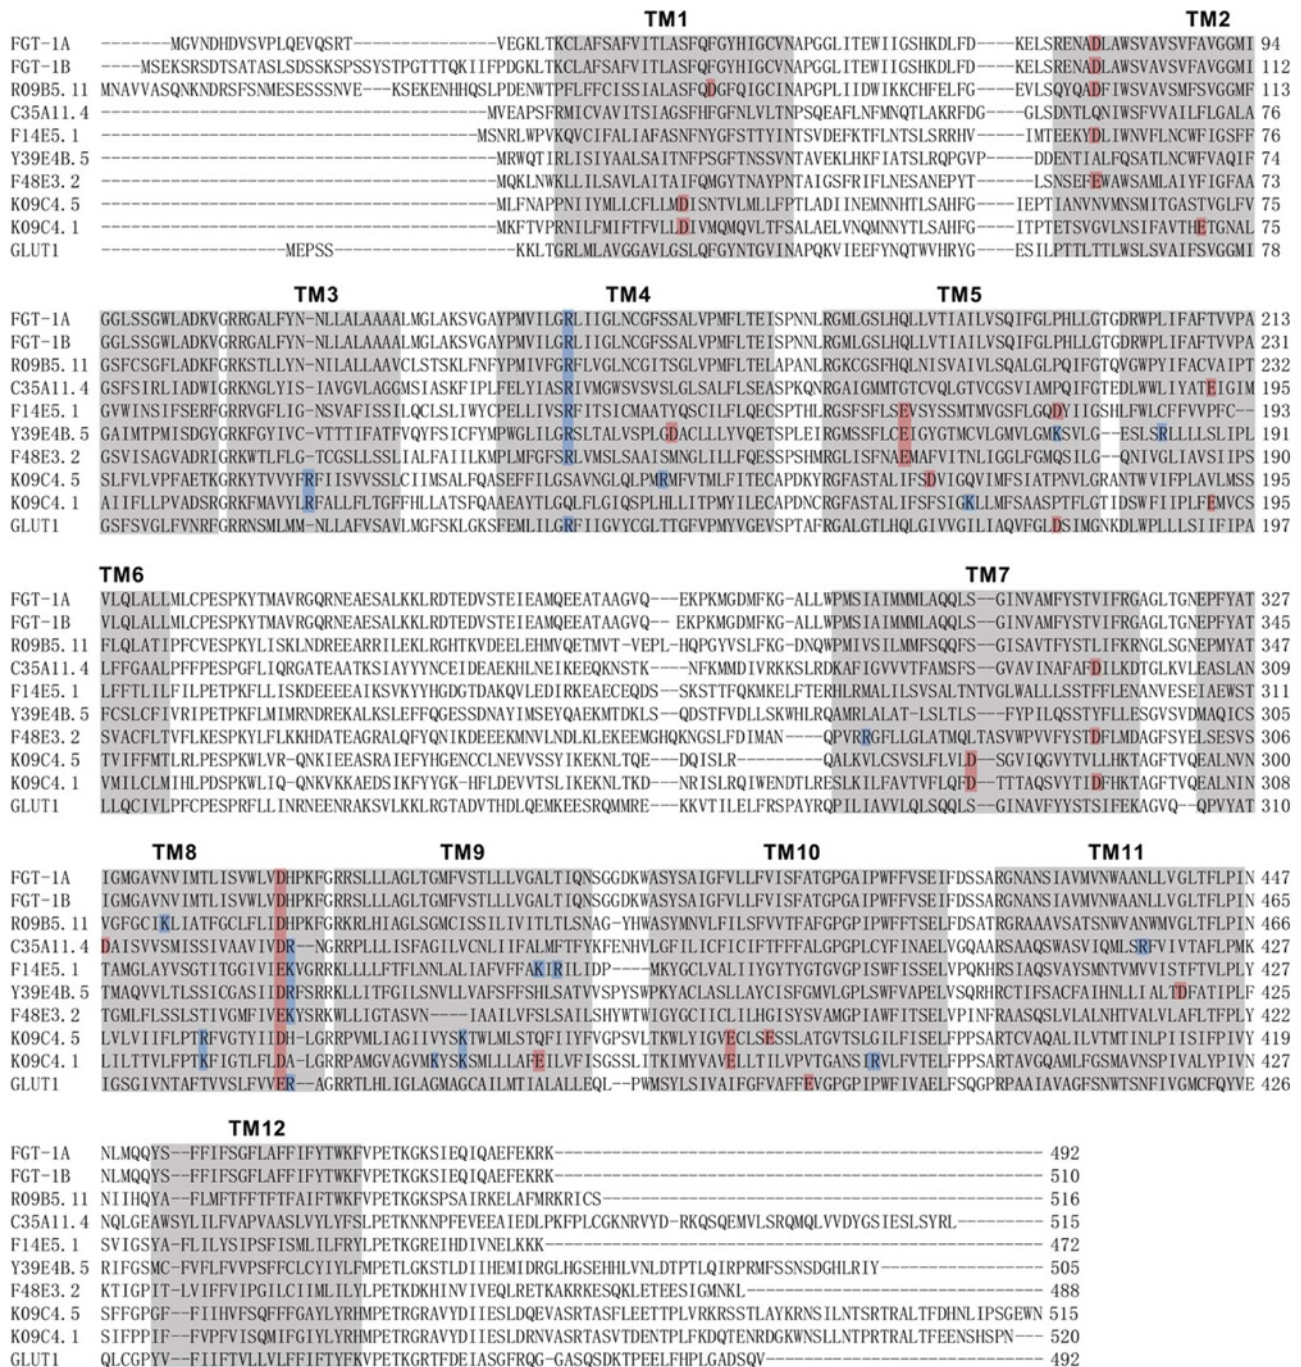 TM1 TM2
FGT-1A -------MGVNDHDVSVPLQEVQSRT---------------VEGKLTKCLAFSAFVITLASFQFGYHIGCVNAPGGLITEWIIGSHKDLFD----KELSRENADLAWSVAVSVFAVGGMI 94
FGT-1B ----MSEKSRSDTSATASLSDSSKSPSSYSTPGTTTQKIIFPDGKLTKCLAFSAFVITLASFQFGYHIGCVNAPGGLITEWIIGSHKDLFD----KELSRENADLAWSVAVSVFAVGGMI 112
R09B5.11 MNAVVASQNKNDRSFSNMESESSSNVE---KSEKENHHQSLPDENWTPFLFFCISSIALASFQDGFQIGCINAPGPLIIDWIKKCHFELFG----EVLSQYQADFIWSVAVSMFSVGGMF 113
C35A11.4 -----------------------------------------MVEAPSFRMICVAVITSIAGSFHFGFNLVLTNPSQEAFLNFMNQTLAKRFDG---GLSDNTLQNIWSFVVAILFLGALA 76
F14E5.1 ---------------------------------------MSNRLWPVKQVCIFALIAFASNFNYGFSTTYINTSVDEFKTFLNTSLSRRHV----IMTEEKYDLIWNVFLNCWFIGSFF 76
Y39E4B.5 -----------------------------------------MRWQTIRLISIYAALSAITNFPSGFTNSSVNTAVEKLHKFIATSLRQPGVP-----DDENTIALFQSATLNCWFVAQIF 74
F48E3.2 -----------------------------------------MQKLNWKLLILSAVLAITAIFQMGYTNAYPNTAIGSFRIFLNESANEPYT-----LSNSEFEWAWSAMLAIYFIGFAA 73
K09C4.5 -----------------------------------------MLFNAPPNIIYMLLCFLLMDISNTVLMLLFPTLADIINEMNNHTLSAHFG----IEPTIANVNVMNSMITGASTVGLFV 75
K09C4.1 -----------------------------------------MKFTVPRNILFMIFTFVLLDIVMQMQVLTFSALAELVNQMNNYTLSAHFG----ITPTETSVGVLNSIFAVTHETGNAL 75
GLUT1 -------------------MEPSS------------------KKLTGRLMLAVGGAVLGSLQFGYNTGVINAPQKVIEEFYNQTWVHRYG----ESILPTTLTTLWSLSVAIFSVGGMI 78
TM3 TM4 TM5
FGT-1A GGLSSGWLADKVGRRGALFYN-NLLALAAAALMGLAKSVGAYPMVILGRLIIGLNCGFSSALVPMFLTEISPNNLRGMLGSLHQLLVTIAILVSQIFGLPHLLGTGDRWPLIFAFTVVPA 213
FGT-1B GGLSSGWLADKVGRRGALFYN-NLLALAAAALMGLAKSVGAYPMVILGRLIIGLNCGFSSALVPMFLTEISPNNLRGMLGSLHQLLVTIAILVSQIFGLPHLLGTGDRWPLIFAFTVVPA 231
R09B5.11 GSFCSGFLADKFGRKSTLLYN-NILALLAAVCLSTSKLFNFYPMIVFGRFLVGLNCGITSGLVPMFLTELAPANLRGKCGSFHQLNISVAIVLSQALGLPQIFGTQVGWPYIFACVAIPT 232
C35A11.4 GSFSIRLIADWIGRKNGLYIS-IAVGVLAGGMSIASKFIPLFELYIASRIVMGWSVSVSLGLSALFLSEASPKQNRGAIGMMTGTCVQLGTVCGSVIAMPQIFGTEDLWWLIYATEIGIM 195
F14E5.1 GVWINSIFSERFGRRVGFLIG-NSVAFISSILQCLSLIWYCPELLIVSRFITSICMAATYQSCILFLQECSPTHLRGSFSFLSEVSYSSMTMVGSFLGQDYIIGSHLFWLCFFVVPFC-- 193
Y39E4B.5 GAIMTPMISDGYGRKFGYIVC-VTTTIFATFVQYFSICFYMPWGLILGRSLTALVSPLGDACLLLYVQETSPLEIRGMSSFLCEIGYGTMCVLGMVLGMKSVLG--ESLSRLLLLSLIPL 191
F48E3.2 GSVISAGVADRIGRKWTLFLG-TCGSLLSSLIALFAIILKMPLMFGFSRLVMSLSAAISMNGLILLFQESSPSHMRGLISFNAEMAFVITNLIGGLFGMQSILG--QNIVGLIAVSIIPS 190
K09C4.5 SLFVLVPFAETKGRKYTVVYFRFIISVVSSLCIIMSALFQASEFFILGSAVNGLQLPMRMFVTMLFITECAPDRYRGFASTALIFSDVIGQVIMFSIATPNVLGRANTWVIFPLAVMSS 195
K09C4.1 AIIFLLPVADSRGRKFMAVYLRFALLFLTGFFHLLATSFQAAEAYTLGQLFLGIQSPLHLLITPMYILECAPDKYRGFASTALIFSFSIGKLLMFSAASPTFLGTIDSWFIIPLFEMVCS 195
GLUT1 GSFSVGLFVNRFGRRNSMLMM-NLLAFVSAVLMGFSKLGKSFEMLILGRFIIGVYCGLTTGFVPMYVGEVSPTAFRGALGTLHQLGIVVGILIAQVFGLDSIMGNKDLWPLLLSIIFIPA 197
TM6 TM7
FGT-1A VLQLALLMLCPESPKYTMAVRGQRNEAESALKKLRDTEDVSTEIEAMQEEATAAGVQ---EKPKMGDMFKG-ALLWPMSIAIMMMLAQQLS--GINVAMFYSTVIFRGAGLTGNEPFYAT 327
FGT-1B VLQLALLMLCPESPKYTMAVRGQRNEAESALKKLRDTEDVSTEIEAMQEEATAAGVQ---EKPKMGDMFKG-ALLWPMSIAIMMMLAQQLS--GINVAMFYSTVIFRGAGLTGNEPFYAT 345
R09B5.11 FLQLATIPFCVESPKYLISKLNDREEARRILEKLRGHTKVDEELEHMVQETMVT-VEPL-HQPGYVSLFKG-DNQWPMIVSILMMFSQQFS--GISAVTFYSTLIFKRNGLSGNEPMYAT 347
C35A11.4 LFFGAALPFFPESPGFLIQRGATEAATKSIAYYYNCEIDEAEKHLNEIKEEQKNSTK----NFKMMDIVRKKSLRDKAFIGVVVTFAMSFS--GVAVINAFAFDILKDTGLKVLEASLAN 309
F14E5.1 LFFTLILFILPETPKFLLISKDEEEEAIKSVKYYHGDGTDAKQVLEDIRKEAECEQDS--SKSTTFQKMKELFTERHLRMALILSVSALTNTVGLWALLLSSTFFLENANVESEIAEWST 311
Y39E4B.5 FCSLCFIVRIPETPKFLMIMRNDREKALKSLEFFQGESSDNAYIMSEYQAEKMTDKLS--QDSTFVDLLSKWHLRQAMRLALAT-LSLTLS---FYPILQSSTYFLLESGVSVDMAQICS 305
F48E3.2 SVACFLTVFLKESPKYLFLKKHDATEAGRALQFYQNIKDEEEKMNVLNDLKLEKEEMGHQKNGSLFDIMAN----QPVRRGFLLGLATMQLTASVWPVVFYSTDFLMDAGFSYELSESVS 306
K09C4.5 TVIFFMTLRLPESPKWLVR-QNKIEEASRAIEFYHGENCCLNEVVSSYIKEKNLTQE--DQISLR---------QALKVLCSVSLFLVLD--SGVIQGVYTVLLHKTAGFTVQEALNVN 300
K09C4.1 VMILCLMIHLPDSPKWLIQ-QNKVKKAEDSIKFYYGK-HFLDEVVTSLIKEKNLTKD--NRISLRQIWENDTLRESLKILFAVTVFLQFD--TTTAQSVYTIDFHKTAGFTVQEALNIN 308
GLUT1 LLQCIVLPFCPESPRFLLINRNEENRAKSVLKKLRGTADVTHDLQEMKEESRQMMRE---KKVTILELFRSPAYRQPILIAVVLQLSQQLS--GINAVFYYSTSIFEKAGVQ--QPVYAT 310
TM8 TM9 TM10 TM11
FGT-1A IGMGAVNVIMTLISVWLVDHPKFGRRSLLLAGLTGMFVSTLLLVGALTIQNSGGDKWASYSAIGFVLLFVISFATGPGAIPWFFVSEIFDSSARGNANSIAVMVNWAANLLVGLTFLPIN 447
FGT-1B IGMGAVNVIMTLISVWLVDHPKFGRRSLLLAGLTGMFVSTLLLVGALTIQNSGGDKWASYSAIGFVLLFVISFATGPGAIPWFFVSELFDSSARGNANSIAVMVNWAANLLVGLTFLPIN 465
R09B5.11 VGFGCIKLIATFGCLFLIDHPKFGRKRLHIAGLSGMCISSILIVITLTLSNAG-YHWASYMNVLFILSFVVTFAFGPGPIPWFFTSELFDSATRGRAAAVSATSNWVANWMVGLTFLPIN 466
C35A11.4 DAISVVSMISSIVAAVIVDR--NGRRPLLLISFAGILVCNLIIFALMFTFYKFENHVLGFILICFICIFTFFFALGPGPLCYFINAELVGQAARSAAQSWASVIQMLSRFVIVTAFLPMK 427
F14E5.1 TAMGLAYVSGTITGGIVIEKVGRRKLLLLFTFLNNLALIAFVFFAKIRLIDP----MKYGCLVALIIYGYTYGTGVGPISWFISSELVPQKHRSIAQSVAYSMNTVMVVISTFTVLPLY 427
Y39E4B.5 TMAQVVLTLSSICGASIIDRFSRRKLLITFGILSNVLLVAFSFFSHLSATVVSPYSWPKYACLASLLAYCISFGMVLGPLSWFVAPELVSQRHRCTIFSACFAIHNLLIALTDFATIPLF 425
F48E3.2 TGMLFLSSLSTIVGMFIVEKYSRKWLLIGTASVN----IAALIVFSLSAILSHYWTWIGYGCIICLILHGISYSVAMGPIAWFITSELVPINFRAASQSLVLALNHTVALVLAFLTFPLY 422
K09C4.5 LVLVIIFLPTRFVGTYIIDH-LGRRPVMLIAGIIVYSKTWLMLSTQFIIYFVGPSVLTKWLYIGVECLSESSLATGVTSLGILFISELFPPSARTCVAQALILVTMLINLPIISIFPIVY 419
K09C4.1 LILTTVLFPTKFIGTLFLDA-LGRRPAMGVAGVMKYSKSMLLLAFEILVFISGSSLITKIMYVAVELLTILVPVTGANSIRVLFVTEFFPPSARTAVGQAMLFGSMAVNSPIVALYPIVN 427
GLUT1 IGSGIVNTAFTVVSLFVVER--AGRRTLHLIGLAGMAGCAILMTIALALLEQL--PWMSYLSIVAIFGFVAFFEVGPGPIPWFIVAELFSQGPRPAAIAVAGFSNWTSNFIVGMCFQYVE 426
TM12
FGT-1A NLMQQYS--FFIFSGFLAFFIFYTWKFVPETKGKSIEQIQAEFEKRK--------------------------------------------------- 492
FGT-1B NLMQQYS--FFIFSGFLAFFIFYTWKFVPETKGKSIEQIQAEFEKRK--------------------------------------------------- 510
R09B5.11 NIIHQYA--FLMFTFFTFTFAIFTWKFVPETKGKSPSAIRKELAFMRKRICS---------------------------------------------- 516
C35A11.4 NQLGEAWSYLILFVAPVAASLVYLYFSLPETKNKNPFEVEEAIEDLPKFPLCGKNRVYD-RKQSQEMVLSRQMQLVVDYGSIESLSYRL--------- 515
F14E5.1 SVIGSYA-FLILYSIPSFISMLILFRYLPETKGREIHDIVNELKKK---------------------------------------------------- 472
Y39E4B.5 RIFGSMC-FVFLFVVPSFFCLCYIYLFMPETLGKSTLDIIHEMIDRGLHGSEHHLVNLDTPTLQIRPRMFSSNSDGHLRIY----------------- 505
F48E3.2 KTIGPIT-LVIFFVIPGILCIIMLILYLPETKDKHINVIVEQLRETKAKRKESQKLETEESIGMNKL------------------------------- 488
K09C4.5 SFFGPGF--FIIHVFSQFFFGAYLYRHMPETRGRAVYDIIESLDQEVASRTASFLEETTPLVRKRSSTLAYKRNSILNTSRTRALTFDHNLIPSGEWN 515
K09C4.1 SIFPPIF--FVPFVISQMIFGIYLYRHMPETRGRAVYDIIESLDRNVASRTASVTDENTPLFKDQTENRDGKWNSLLNTPRTRALTFEENSHSPN--- 520
GLUT1 QLCGPYV--FIIFTVLLVLFFIFTYFKVPETKGRTFDEIASGFRQG-GASQSDKTPEELFHPLGADSQV----------------------------- 492